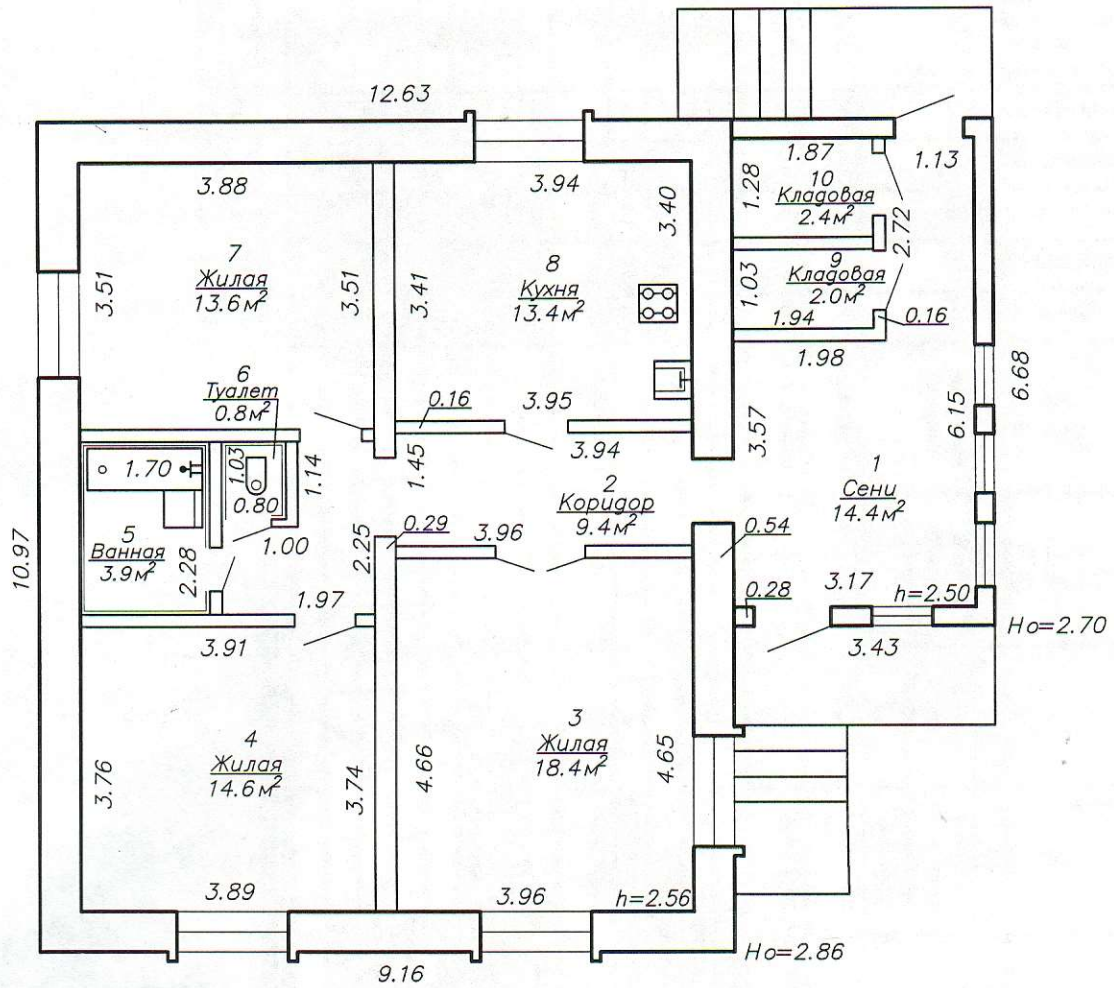 12.63
3.88
3.94
3.40
7
Жилая
13.6м²
3.51
3.51
3.41
8
Кухня
13.4м²
1.87
1.13
1.28
10
Кладовая
2.4м²
2.72
9
Кладовая
2.0м²
1.03
1.94
0.16
1.98
6
Туалет
0.8м²
0.16
3.95
3.94
3.57
6.15
6.68
1.70
1.03
0.80
1.14
1.45
2
Коридор
9.4м²
1
Сени
14.4м²
10.97
5
Ванная
3.9м²
2.28
1.00
2.25
0.29
3.96
0.54
1.97
0.28
3.17
h=2.50
Но=2.70
3.43
3.91
4
Жилая
14.6м²
3.76
3.74
3
Жилая
18.4м²
4.66
4.65
3.89
3.96
h=2.56
Но=2.86
9.16